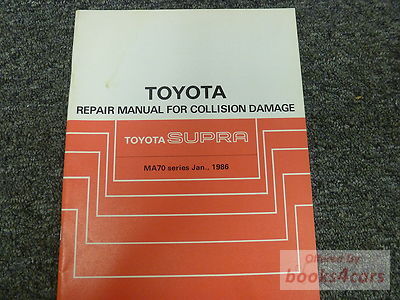 TOYOTA
REPAIR MANUAL FOR COLLISION DAMAGE
TOYOTA SUPRA
MA70 series Jan., 1986
Offered By
books4cars